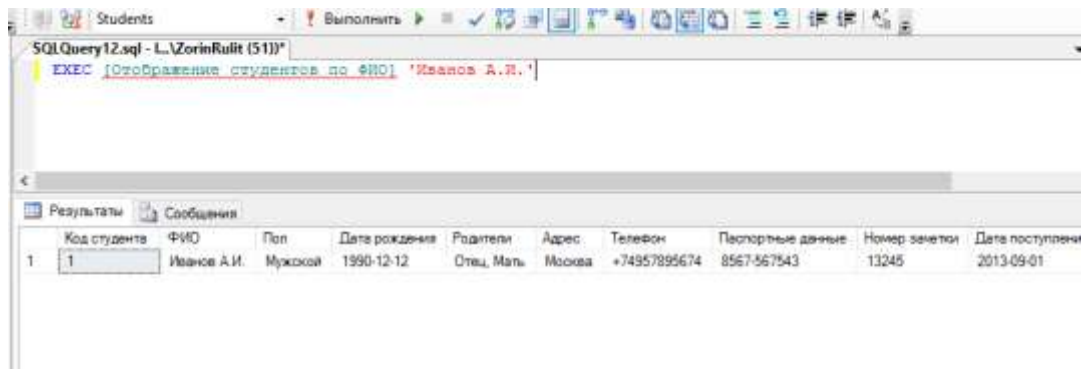 Students Выполнить
SQLQuery12.sql - L...\ZorinRulit (51))*
EXEC [Отображение студентов по ФИО] 'Иванов А.И.'
Результаты Сообщения
Код студента ФИО Пол Дата рождения Родители Адрес Телефон Паспортные данные Номер зачетки Дата поступлени
1 1 Иванов А.И. Мужской 1990-12-12 Отец, Мать Москва +74957895674 8567-567543 13245 2013-09-01